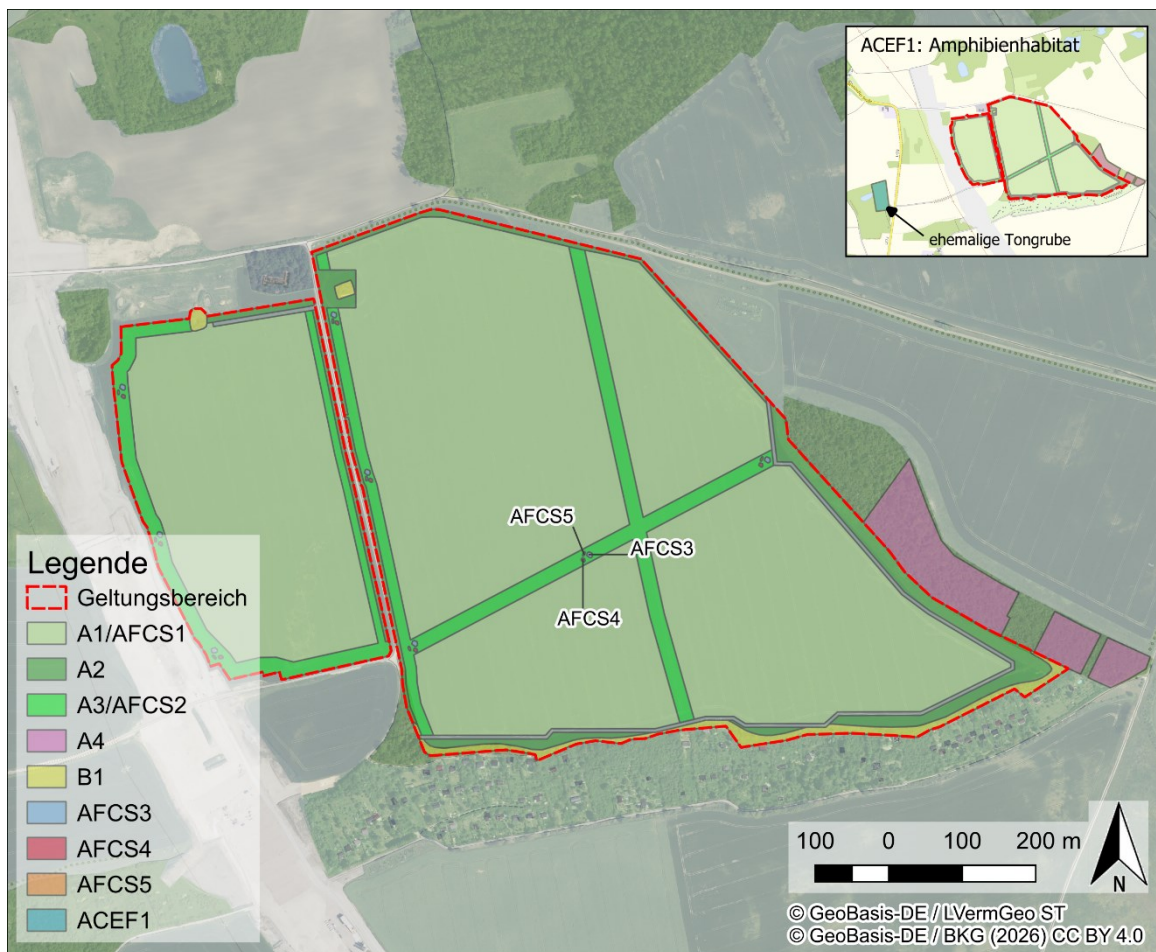 ACEF1: Amphibienhabitat
ehemalige Tongrube
AFCS5
AFCS3
AFCS4
Legende
Geltungsbereich
A1/AFCS1
A2
A3/AFCS2
A4
B1
AFCS3
AFCS4
AFCS5
ACEF1
100 0 100 200 m
N
© GeoBasis-DE / LVermGeo ST
© GeoBasis-DE / BKG (2026) CC BY 4.0